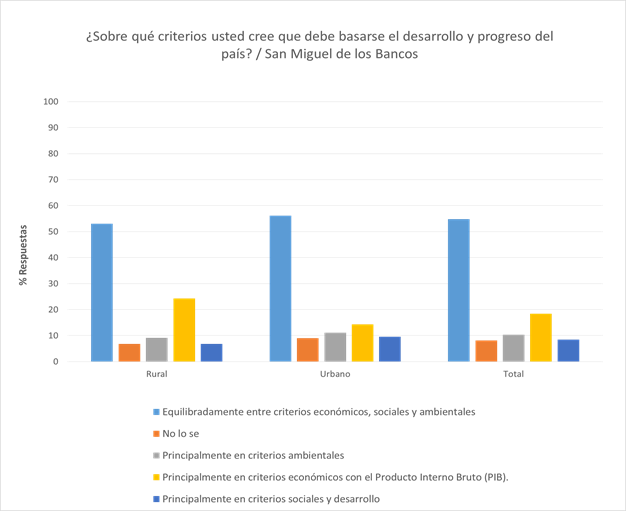 ¿Sobre qué criterios usted cree que debe basarse el desarrollo y progreso del
país? / San Miguel de los Bancos
100
90
80
70
60
50
40
30
20
10
0
% Respuestas
Rural
Urbano
Total
Equilibradamente entre criterios económicos, sociales y ambientales
No lo se
Principalmente en criterios ambientales
Principalmente en criterios económicos con el Producto Interno Bruto (PIB).
Principalmente en criterios sociales y desarrollo